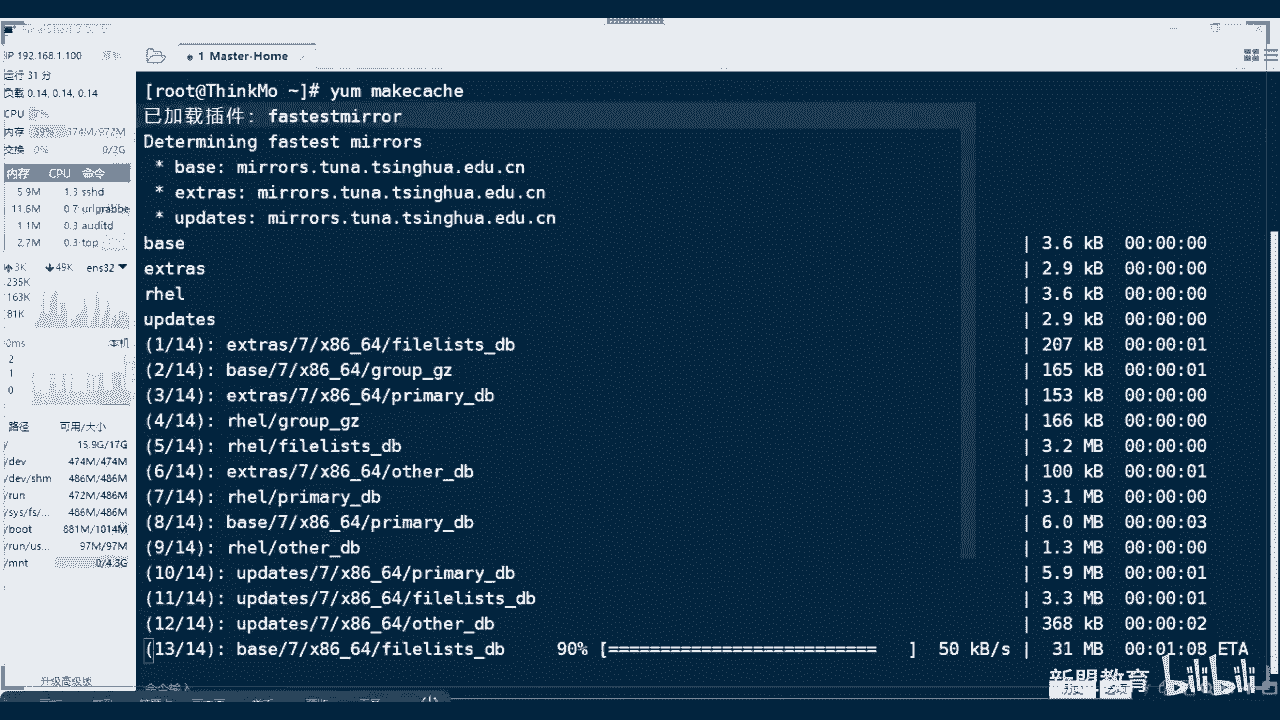 IP 192.168.1.100
运行 31 分
负载 0.14, 0.14, 0.14
CPU
内存 574M/972M
交换 0% 0/2G
内存 CPU 命令
5.9M 1.3 sshd
11.6M 0.7 urlgrabbe
1.1M 0.3 auditd
2.7M 0.3 top
3K 49K ens32
235K
163K
81K
0ms 本机
2
1
0
路径 可用/大小
/ 15.9G/17G
/dev 474M/474M
/dev/shm 486M/486M
/run 472M/486M
/sys/fs/... 486M/486M
/boot 881M/1014M
/run/us... 97M/97M
/mnt 0/4.3G
升级高级版
1 Master-Home
[root@ThinkMo ~]# yum makecache
已加载插件: fastestmirror
Determining fastest mirrors
* base: mirrors.tuna.tsinghua.edu.cn
* extras: mirrors.tuna.tsinghua.edu.cn
* updates: mirrors.tuna.tsinghua.edu.cn
base | 3.6 kB 00:00:00
extras | 2.9 kB 00:00:00
rhel | 3.6 kB 00:00:00
updates | 2.9 kB 00:00:00
(1/14): extras/7/x86_64/filelists_db | 207 kB 00:00:01
(2/14): base/7/x86_64/group_gz | 165 kB 00:00:01
(3/14): extras/7/x86_64/primary_db | 153 kB 00:00:01
(4/14): rhel/group_gz | 166 kB 00:00:00
(5/14): rhel/filelists_db | 3.2 MB 00:00:00
(6/14): extras/7/x86_64/other_db | 100 kB 00:00:01
(7/14): rhel/primary_db | 3.1 MB 00:00:00
(8/14): base/7/x86_64/primary_db | 6.0 MB 00:00:03
(9/14): rhel/other_db | 1.3 MB 00:00:00
(10/14): updates/7/x86_64/primary_db | 5.9 MB 00:00:01
(11/14): updates/7/x86_64/filelists_db | 3.3 MB 00:00:01
(12/14): updates/7/x86_64/other_db | 368 kB 00:00:02
(13/14): base/7/x86_64/filelists_db 90% [========================== ] 50 kB/s | 31 MB 00:01:08 ETA
新盟教育 bilibili